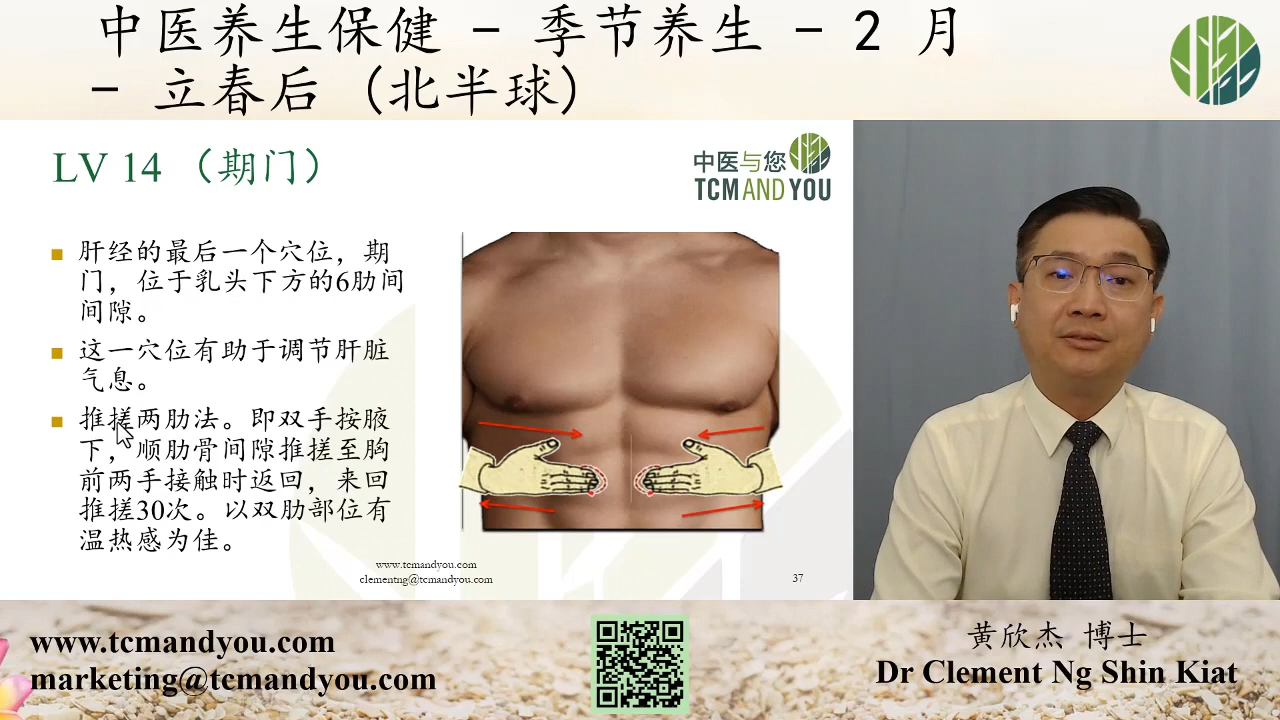 中医养生保健 - 季节养生 - 2 月
- 立春后 (北半球)
LV 14 (期门)
中医与您
TCMANDYOU
肝经的最后一个穴位，期
门，位于乳头下方的6肋间
间隙。
这一穴位有助于调节肝脏
气息。
推搓两肋法。即双手按腋
下，顺肋骨间隙推搓至胸
前两手接触时返回，来回
推搓30次。以双肋部位有
温热感为佳。
www.tcmandyou.com
clementng@tcmandyou.com
37
www.tcmandyou.com
marketing@tcmandyou.com
黄欣杰 博士
Dr Clement Ng Shin Kiat